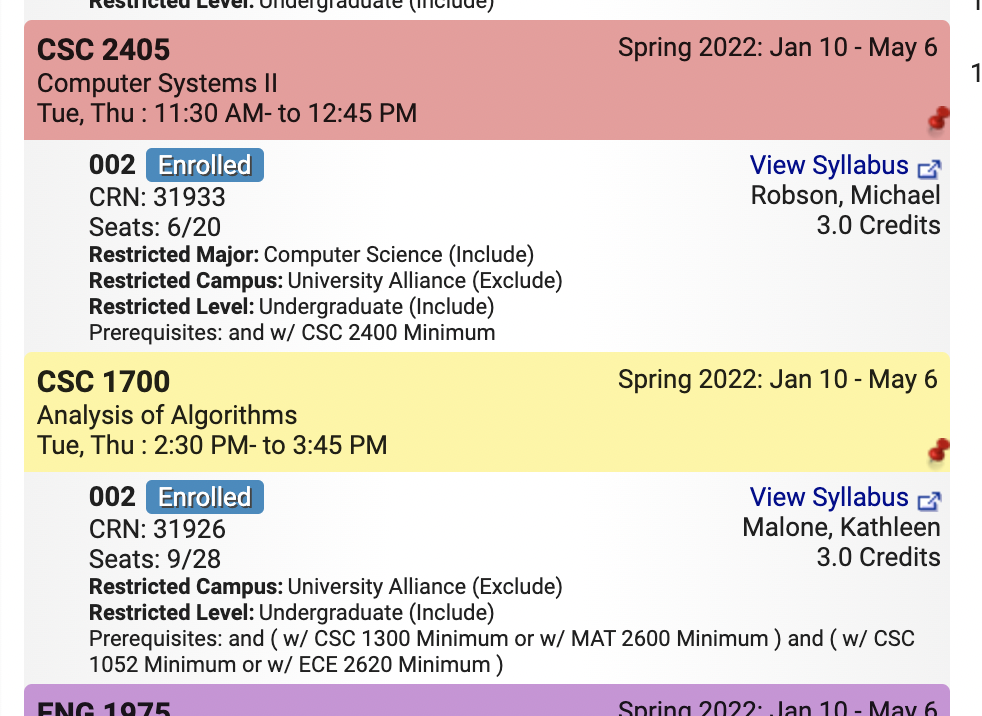 Restricted Level: Undergraduate (Include)
CSC 2405
Spring 2022: Jan 10 - May 6
Computer Systems II
Tue, Thu : 11:30 AM- to 12:45 PM
1
002 Enrolled
View Syllabus
CRN: 31933
Robson, Michael
Seats: 6/20
3.0 Credits
Restricted Major: Computer Science (Include)
Restricted Campus: University Alliance (Exclude)
Restricted Level: Undergraduate (Include)
Prerequisites: and w/ CSC 2400 Minimum
CSC 1700
Spring 2022: Jan 10 - May 6
Analysis of Algorithms
Tue, Thu : 2:30 PM- to 3:45 PM
002 Enrolled
View Syllabus
CRN: 31926
Malone, Kathleen
Seats: 9/28
3.0 Credits
Restricted Campus: University Alliance (Exclude)
Restricted Level: Undergraduate (Include)
Prerequisites: and ( w/ CSC 1300 Minimum or w/ MAT 2600 Minimum ) and ( w/ CSC
1052 Minimum or w/ ECE 2620 Minimum )
ENG 1975
Spring 2022: Jan 10 - May 6